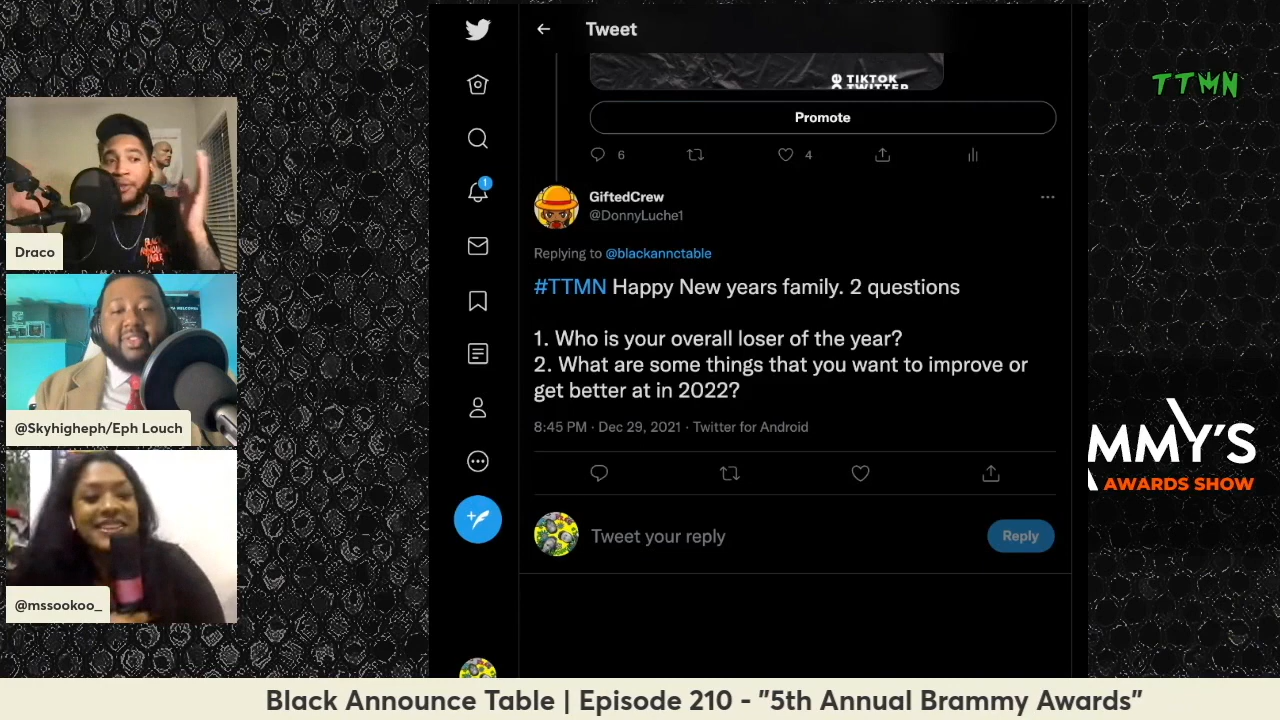 Tweet
TIKTOK
TWITTER
Promote
6
4
1
GiftedCrew
@DonnyLuche1
Replying to @blackannctable
#TTMN Happy New years family. 2 questions
1. Who is your overall loser of the year?
2. What are some things that you want to improve or
get better at in 2022?
8:45 PM · Dec 29, 2021 · Twitter for Android
Tweet your reply
Reply
Draco
@Skyhigheph/Eph Louch
@mssookoo_
TTMN
MMY'S
AWARDS SHOW
Black Announce Table | Episode 210 - "5th Annual Brammy Awards"